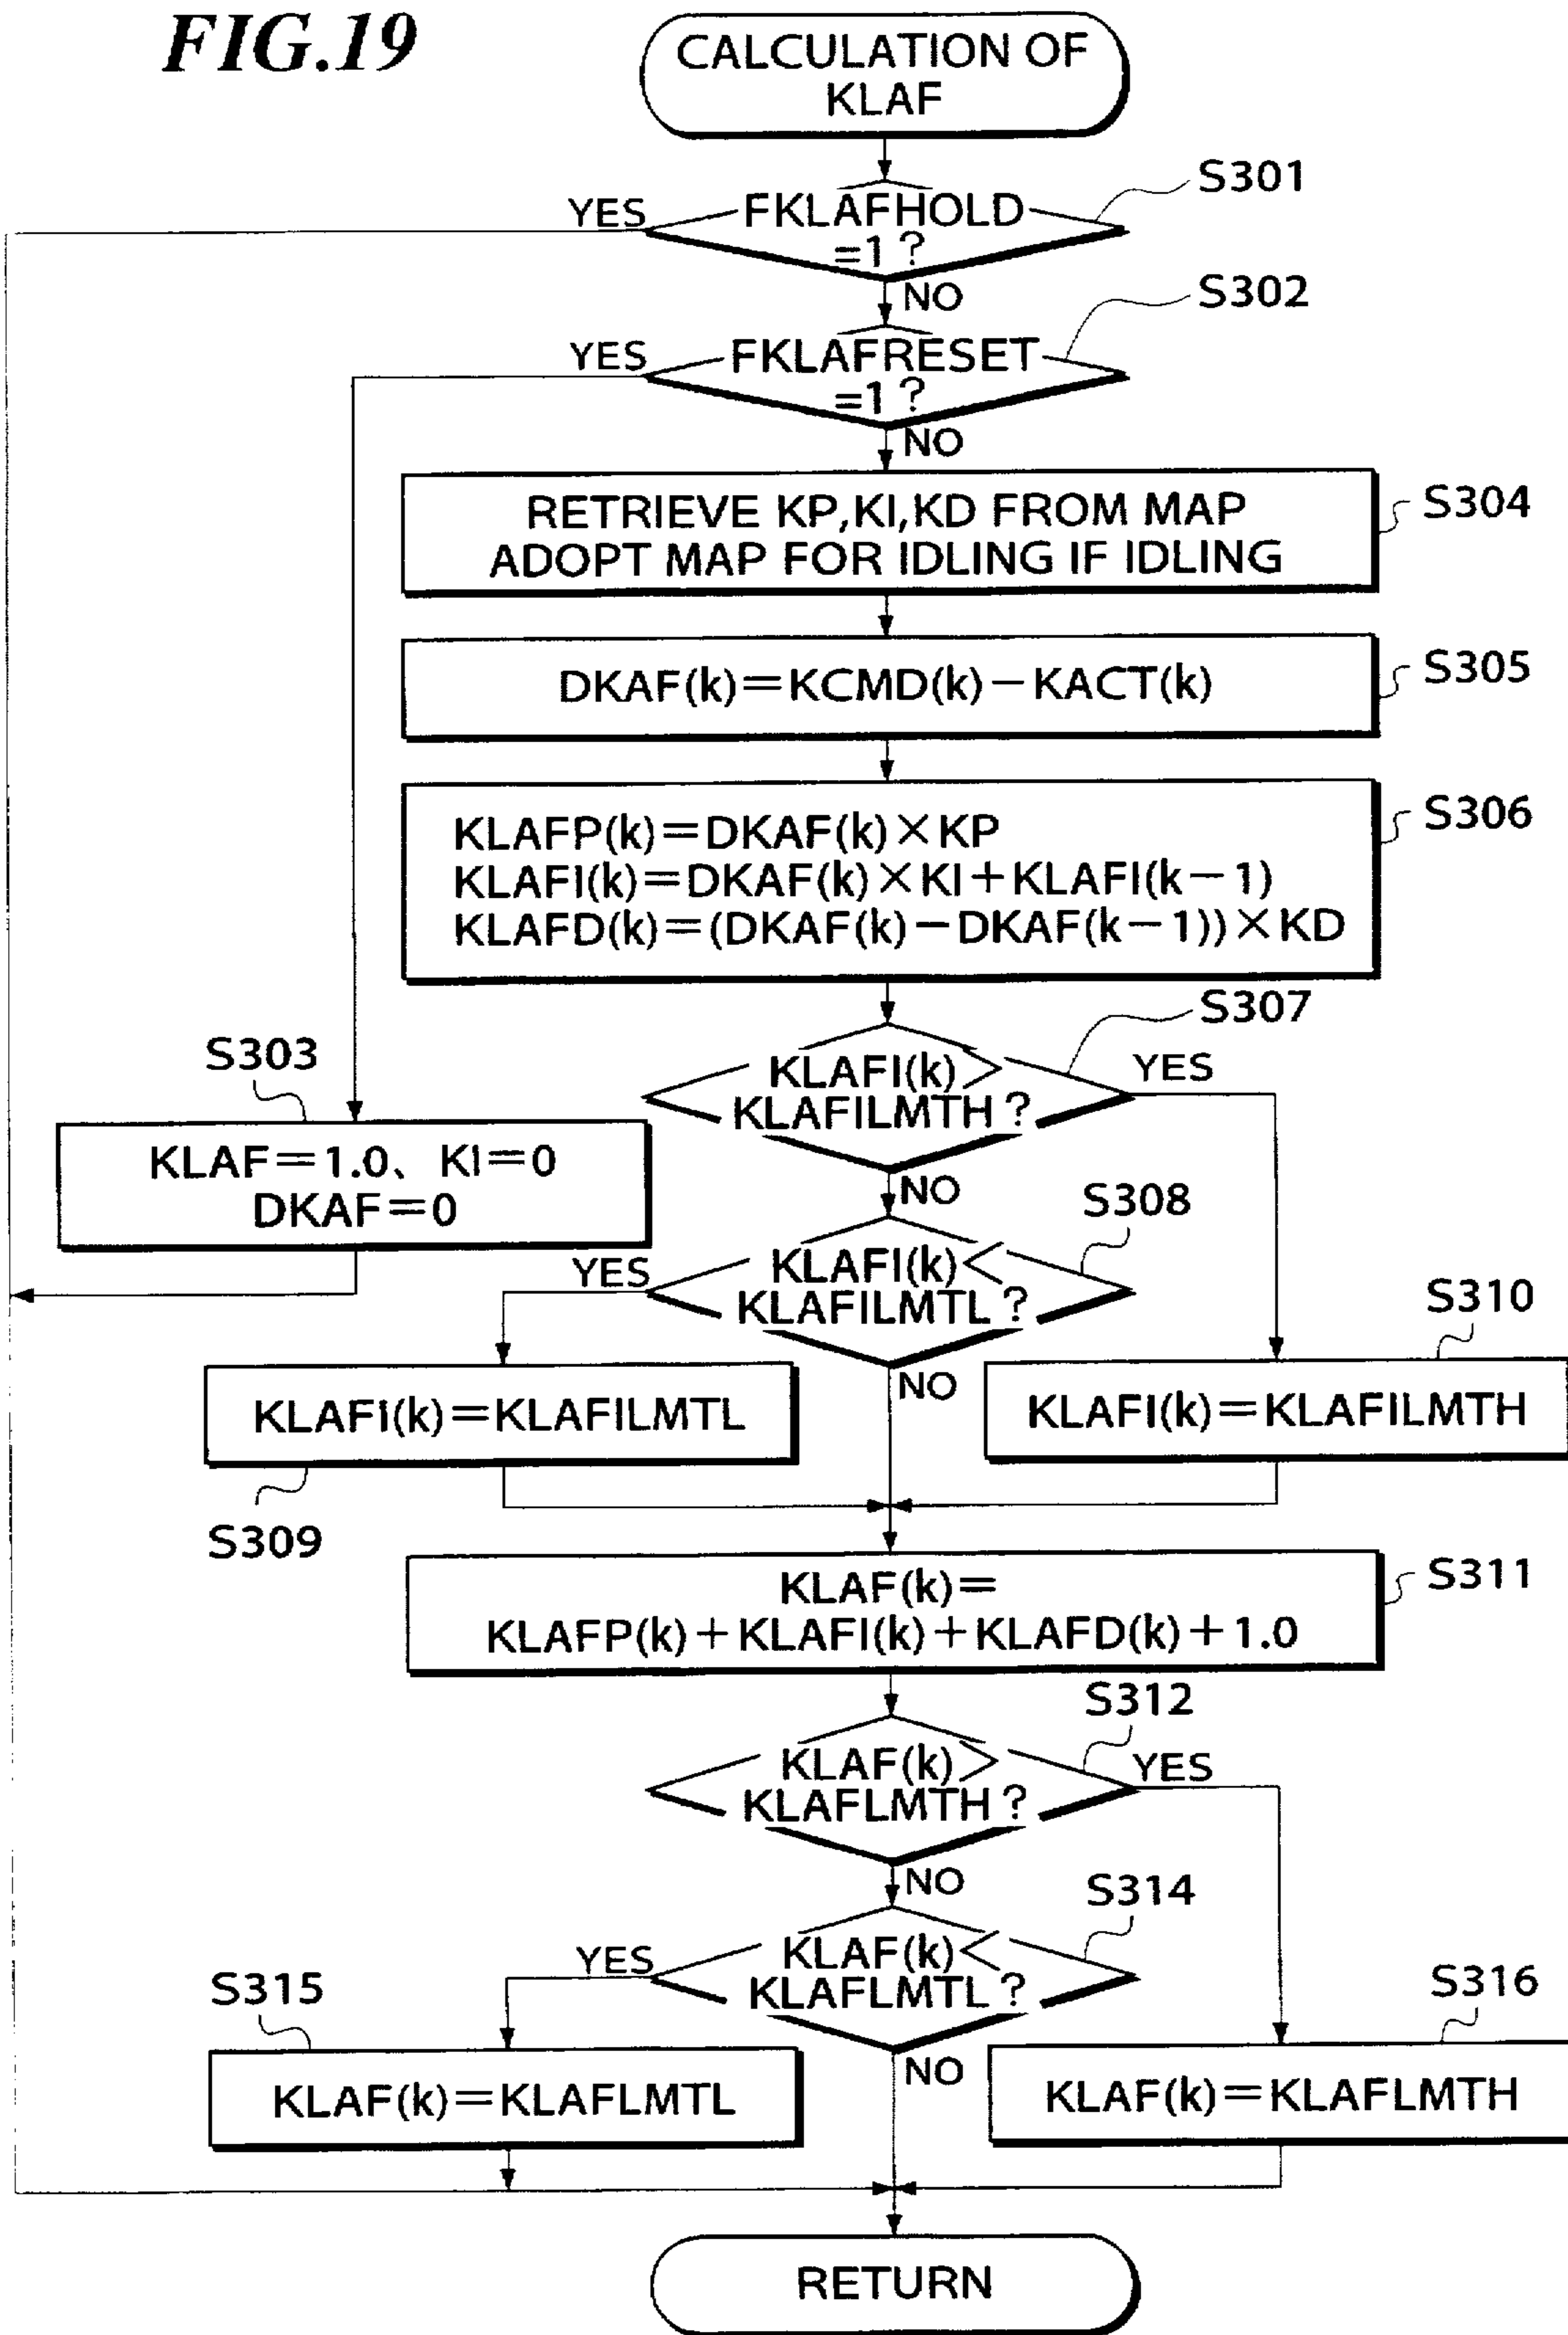 FIG.19
CALCULATION OF
KLAF
S301
FKLAFHOLD
=1?
YES
NO
S302
FKLAFRESET
=1?
YES
NO
RETRIEVE KP,KI,KD FROM MAP
ADOPT MAP FOR IDLING IF IDLING
S304
DKAF(k)=KCMD(k)-KACT(k)
S305
KLAFP(k)=DKAF(k)×KP
KLAFI(k)=DKAF(k)×KI+KLAFI(k-1)
KLAFD(k)=(DKAF(k)-DKAF(k-1))×KD
S306
S307
KLAFI(k)>
KLAFILMTH?
YES
NO
S303
KLAF=1.0、KI=0
DKAF=0
S308
KLAFI(k)<
KLAFILMTL?
YES
NO
KLAFI(k)=KLAFILMTL
S309
S310
KLAFI(k)=KLAFILMTH
KLAF(k)=
KLAFP(k)+KLAFI(k)+KLAFD(k)+1.0
S311
S312
KLAF(k)>
KLAFLMTH?
YES
NO
S314
KLAF(k)<
KLAFLMTL?
YES
NO
S315
KLAF(k)=KLAFLMTL
S316
KLAF(k)=KLAFLMTH
RETURN